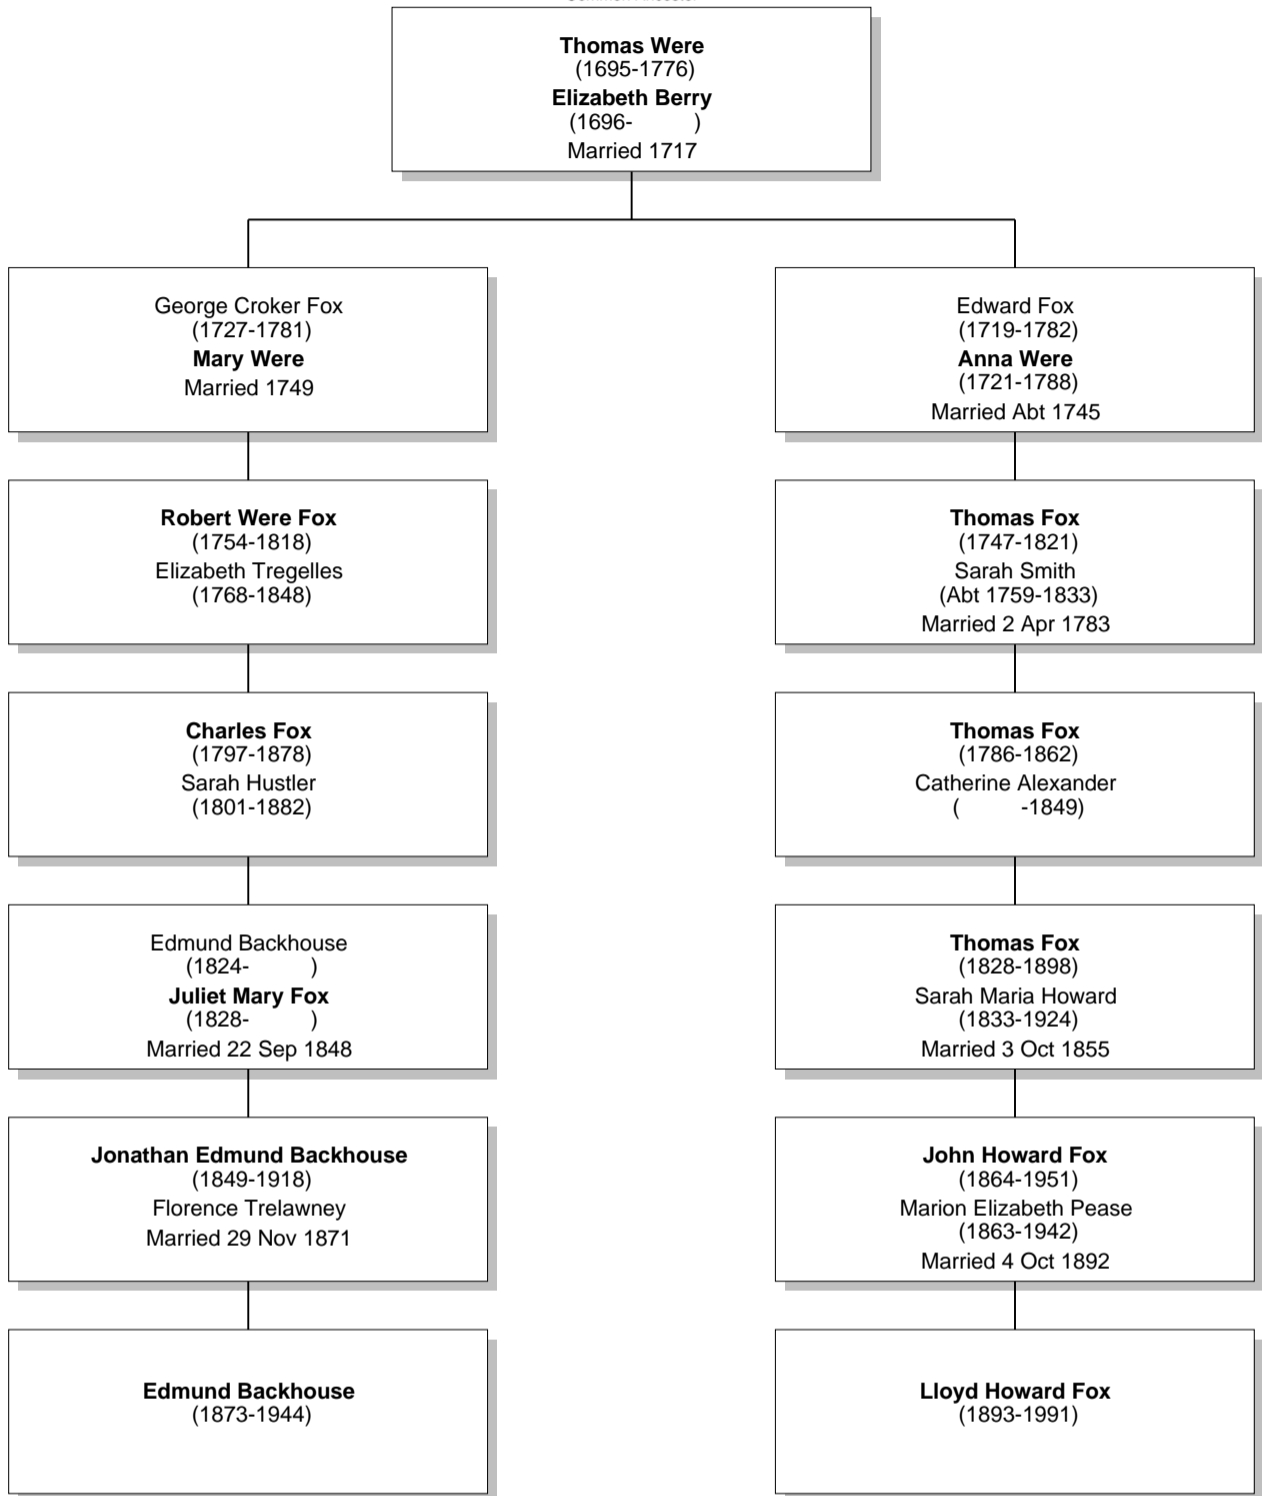 Thomas Were
(1695-1776)
Elizabeth Berry
(1696- )
Married 1717
George Croker Fox
(1727-1781)
Mary Were
Married 1749
Edward Fox
(1719-1782)
Anna Were
(1721-1788)
Married Abt 1745
Robert Were Fox
(1754-1818)
Elizabeth Tregelles
(1768-1848)
Thomas Fox
(1747-1821)
Sarah Smith
(Abt 1759-1833)
Married 2 Apr 1783
Charles Fox
(1797-1878)
Sarah Hustler
(1801-1882)
Thomas Fox
(1786-1862)
Catherine Alexander
( -1849)
Edmund Backhouse
(1824- )
Juliet Mary Fox
(1828- )
Married 22 Sep 1848
Thomas Fox
(1828-1898)
Sarah Maria Howard
(1833-1924)
Married 3 Oct 1855
Jonathan Edmund Backhouse
(1849-1918)
Florence Trelawney
Married 29 Nov 1871
John Howard Fox
(1864-1951)
Marion Elizabeth Pease
(1863-1942)
Married 4 Oct 1892
Edmund Backhouse
(1873-1944)
Lloyd Howard Fox
(1893-1991)